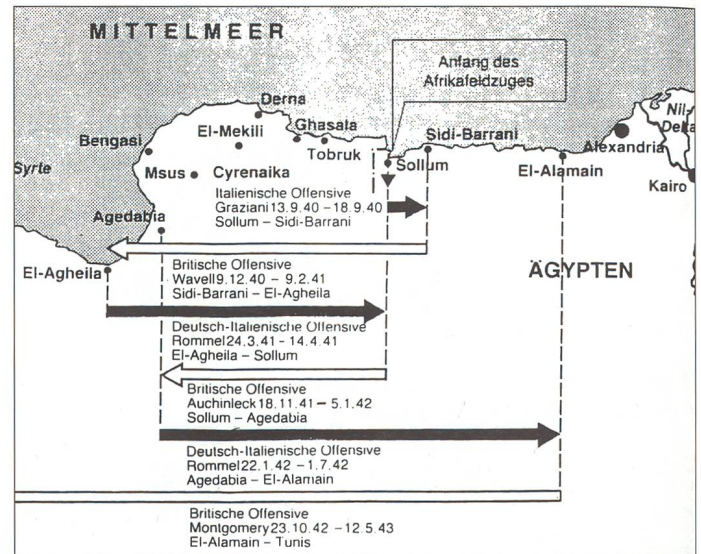 MITTELMEER
Anfang des
Afrikafeldzuges
Derna
Ghasala
El-Mekili
Bengasi
Tobruk
Sidi-Barrani
Sollum
Alexandria
Nil-
Delta
El-Alamain
Kairo
Syrte
Msus
Cyrenaika
Agedabia
Italienische Offensive
Graziani 13.9.40 – 18.9.40
Sollum – Sidi-Barrani
El-Agheila
ÄGYPTEN
Britische Offensive
Wavell 9.12.40 – 9.2.41
Sidi-Barrani – El-Agheila
Deutsch-Italienische Offensive
Rommel 24.3.41 - 14.4.41
El-Agheila – Sollum
Britische Offensive
Auchinleck 18.11.41 – 5.1.42
Sollum – Agedabia
Deutsch-Italienische Offensive
Rommel 22.1.42 – 1.7.42
Agedabia – El-Alamain
Britische Offensive
Montgomery 23.10.42 – 12.5.43
El-Alamain – Tunis